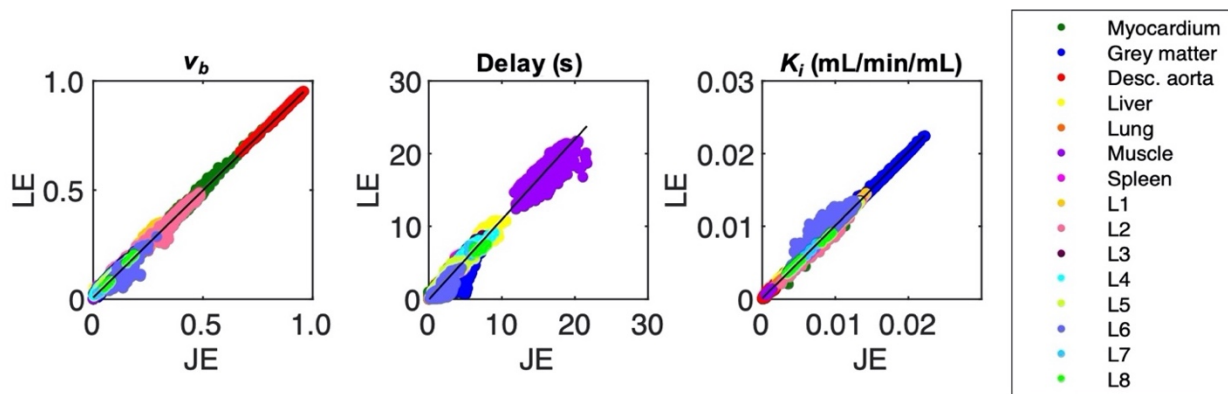 v_b
1.0
0.5
0
LE
0
0.5
1.0
JE
Delay (s)
30
20
10
0
LE
0
10
20
30
JE
K_i (mL/min/mL)
0.03
0.02
0.01
0
LE
0
0.01
0.02
JE
Myocardium
Grey matter
Desc. aorta
Liver
Lung
Muscle
Spleen
L1
L2
L3
L4
L5
L6
L7
L8